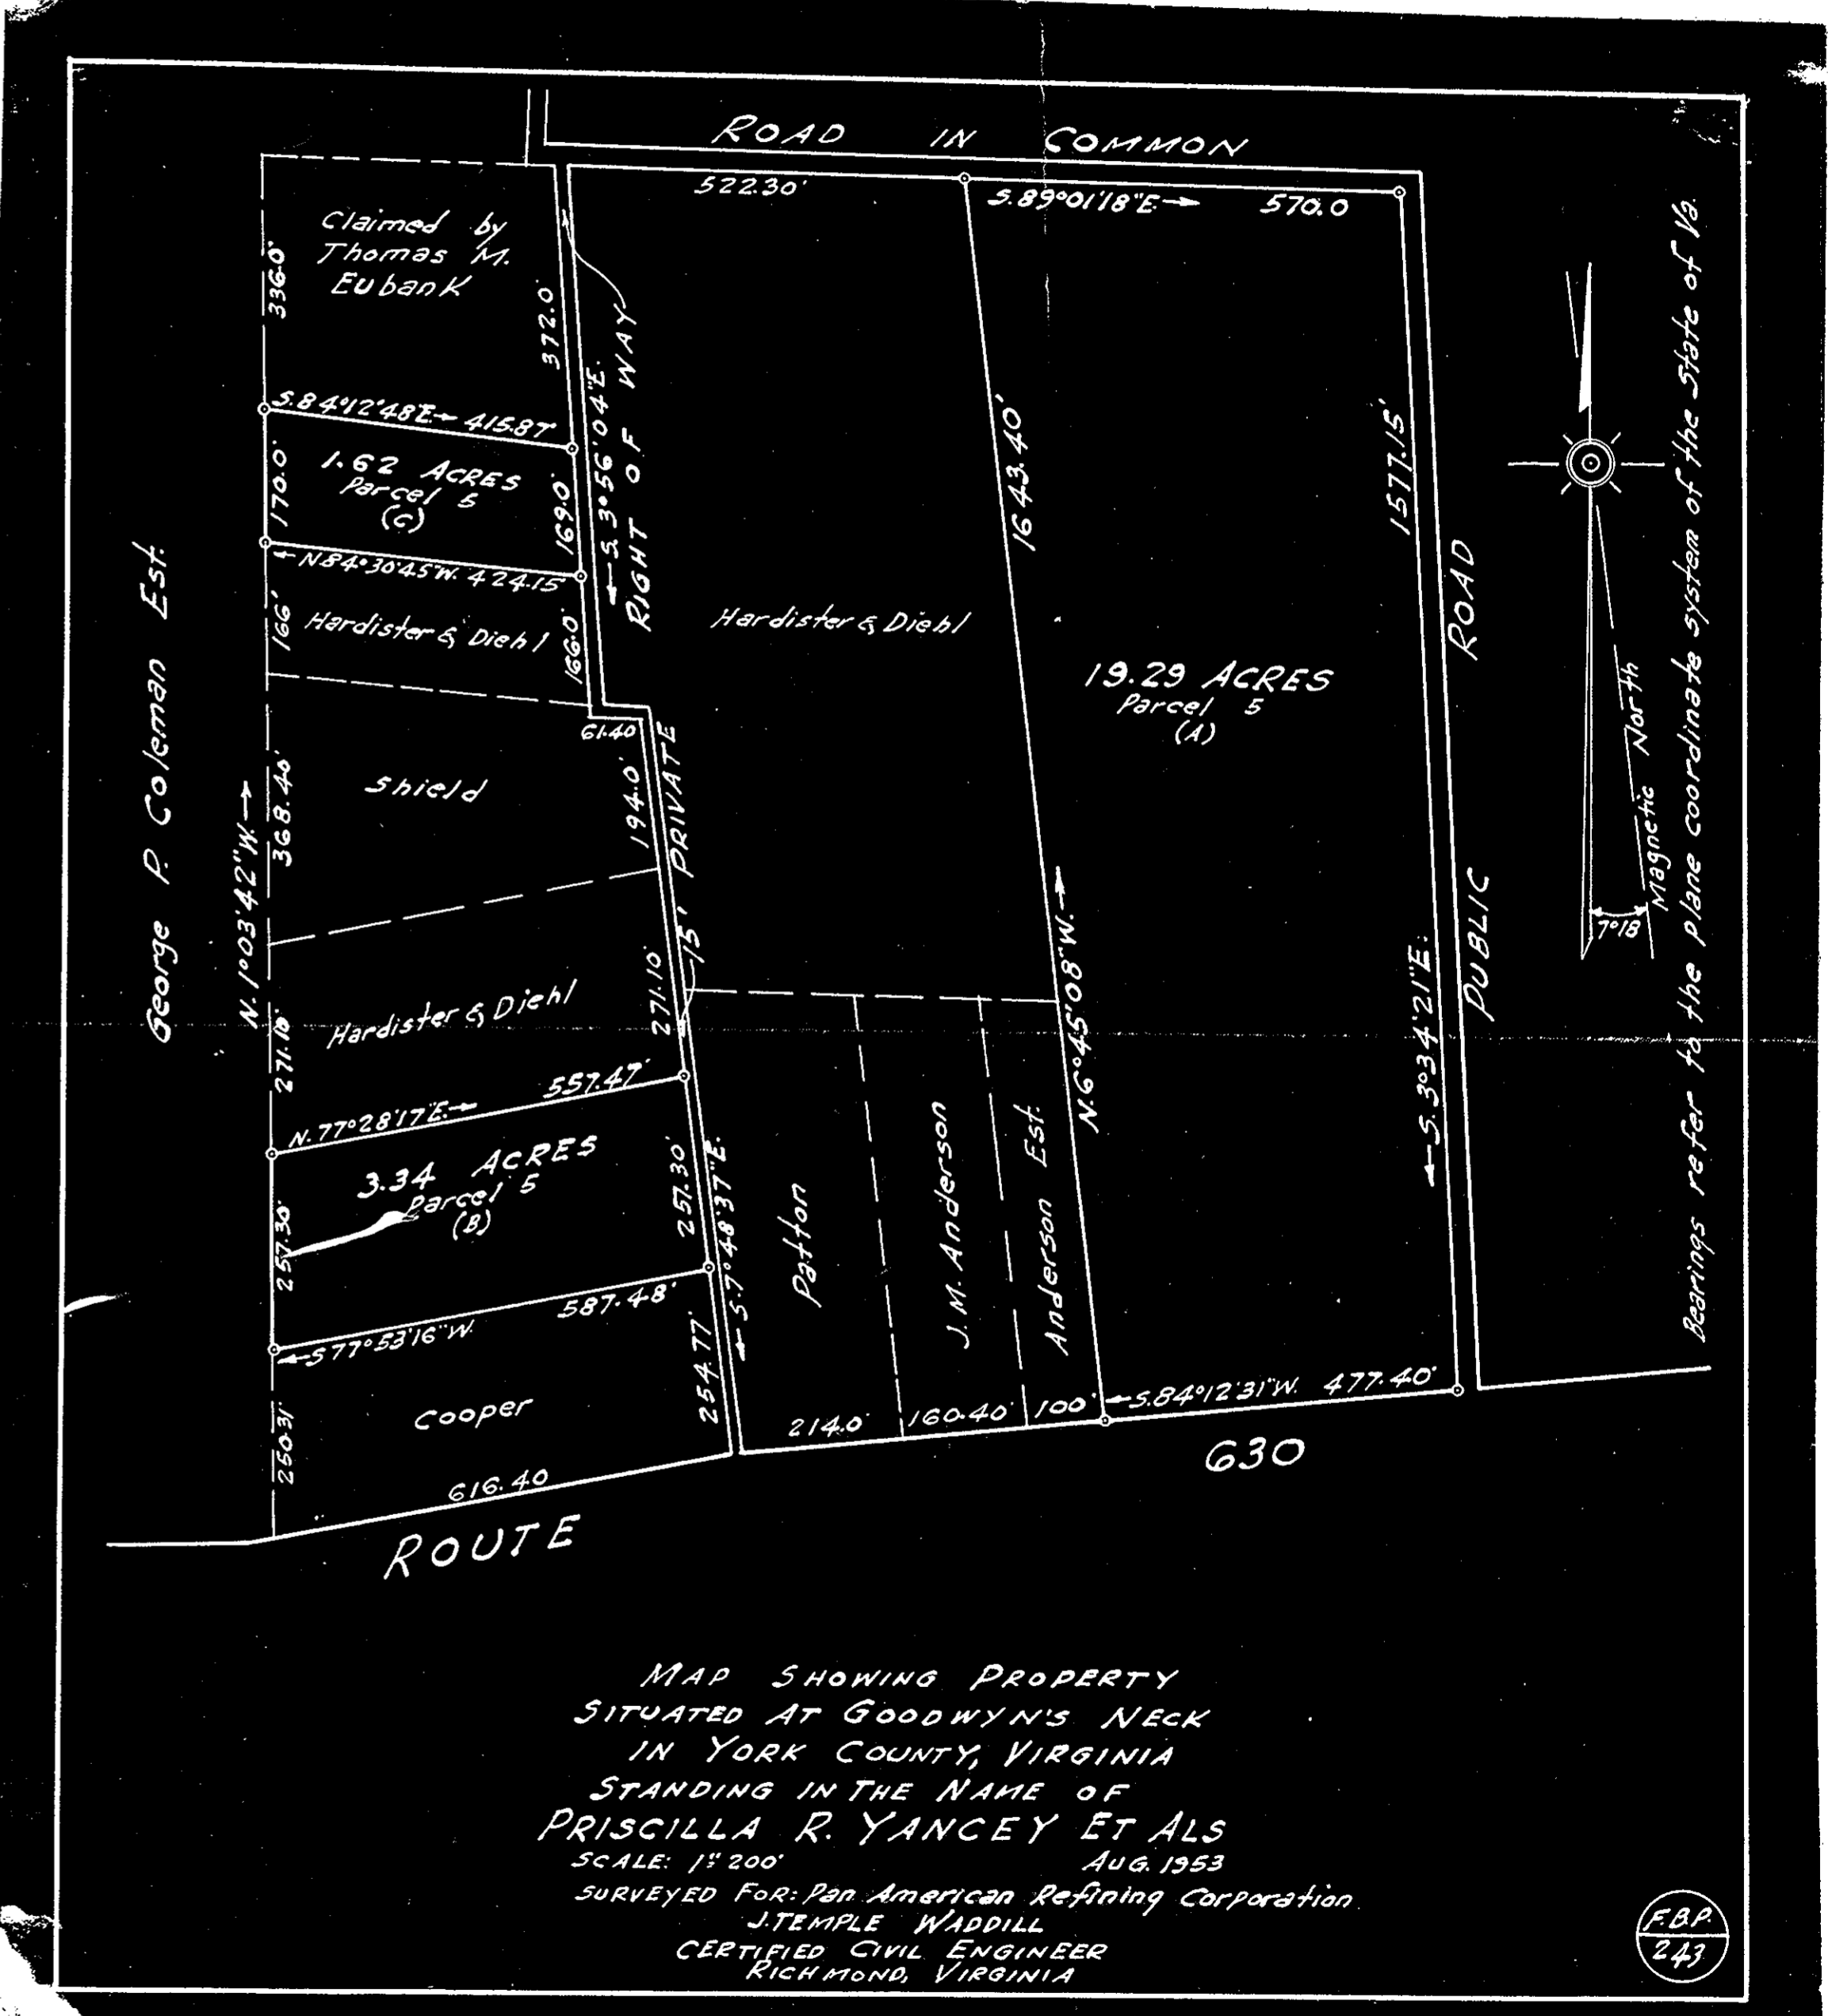 ROAD IN COMMON
522.30'
S.89°01'18"E. 570.0
Claimed by
Thomas M.
Eubank
336.0'
372.0'
S.84°12'48"E. 415.87'
1.62 ACRES
Parcel 5
(C)
170.0'
169.0'
S.3°56'04"E.
RIGHT OF WAY
N84°30'45"W. 424.15'
Hardister & Diehl
166'
166.0'
61.40
Shield
368.40'
194.0'
15' PRIVATE
George P. Coleman Est.
N.1°03'42"W.
Hardister & Diehl
271.10'
271.10'
N.77°28'17"E. 557.47'
3.34 ACRES
Parcel 5
(B)
257.30'
257.30'
S.7°48'37"E.
S77°53'16"W. 587.48'
Cooper
250.31'
254.77'
616.40
Hardister & Diehl
1643.40'
N.6°45'08"W.
19.29 ACRES
Parcel 5
(A)
1577.15'
S.3°34'21"E.
PUBLIC ROAD
Patton
J.M. Anderson
Anderson Est.
214.0'
160.40'
100'
S.84°12'31"W. 477.40'
ROUTE 630
Magnetic North
7°18'
Bearings refer to the plane coordinate system of the State of Va.
MAP SHOWING PROPERTY
SITUATED AT GOODWYN'S NECK
IN YORK COUNTY, VIRGINIA
STANDING IN THE NAME OF
PRISCILLA R. YANCEY ET ALS
SCALE: 1"=200' AUG. 1953
SURVEYED FOR: Pan American Refining Corporation
J. TEMPLE WADDILL
CERTIFIED CIVIL ENGINEER
RICHMOND, VIRGINIA
F.B.P.
243